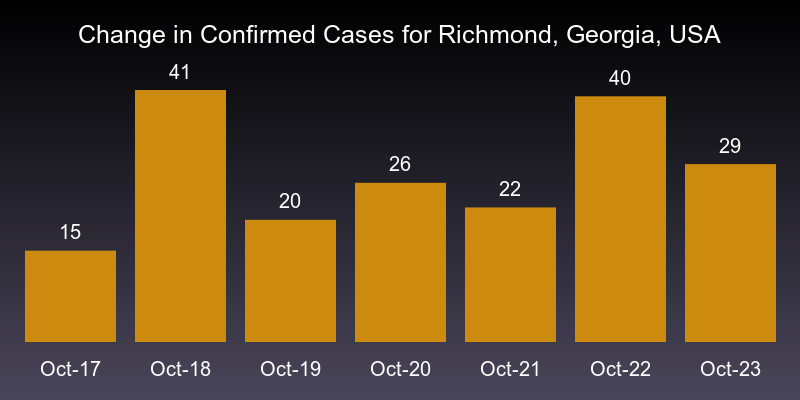 Change in Confirmed Cases for Richmond, Georgia, USA
15
41
20
26
22
40
29
Oct-17
Oct-18
Oct-19
Oct-20
Oct-21
Oct-22
Oct-23